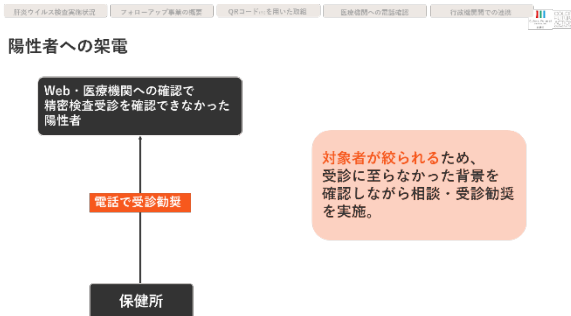 肝炎ウイルス検査実施状況
フォローアップ事業の概要
QRコード を用いた取組
医療機関への電話確認
行政機関間での連携
陽性者への架電
Web・医療機関への確認で
精密検査受診を確認できなかった
陽性者
対象者が絞られるため、
受診に至らなかった背景を
確認しながら相談・受診勧奨
を実施。
電話で受診勧奨
保健所